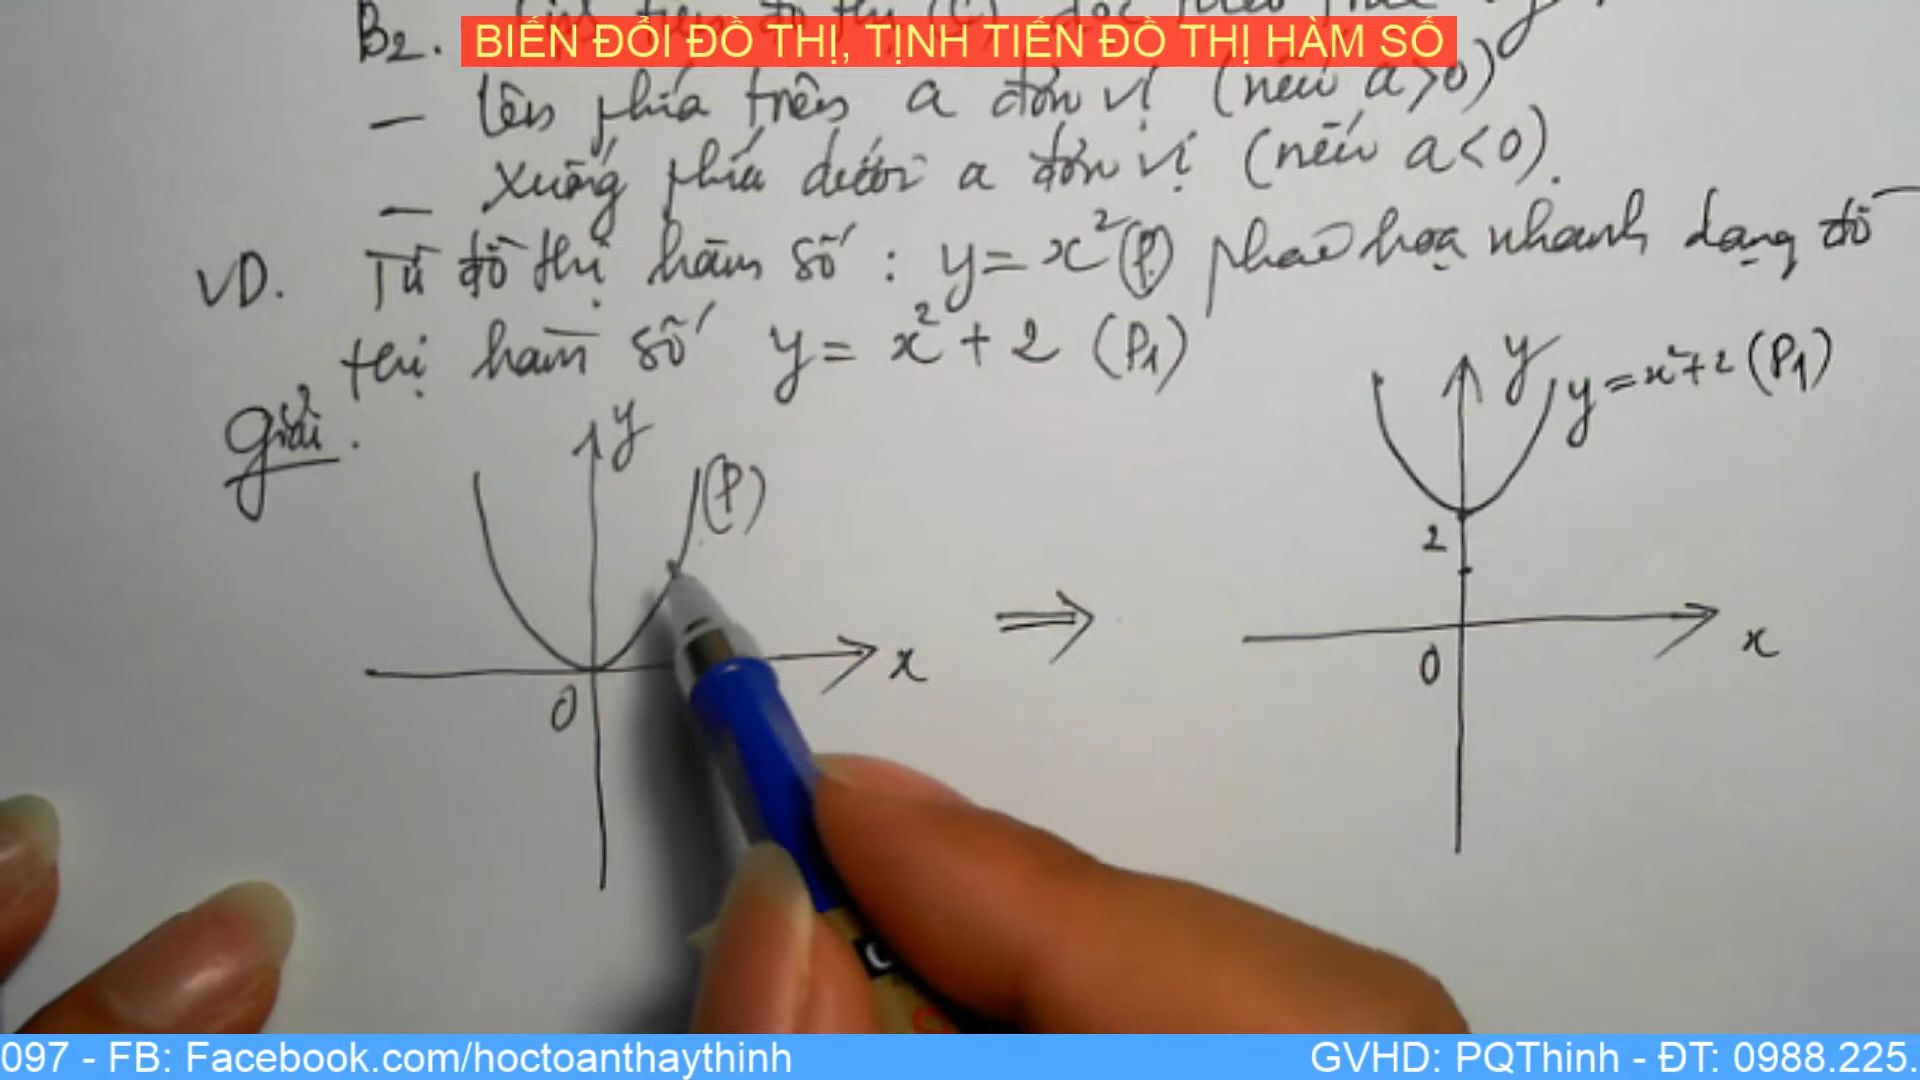 BIẾN ĐỔI ĐỒ THỊ, TỊNH TIẾN ĐỒ THỊ HÀM SỐ
B2.
- lên phía trên a đơn vị (nếu a>0)
- xuống phía dưới a đơn vị (nếu a<0).
VD. Từ đồ thị hàm số: y=x² (P) phác họa nhanh dạng đồ
thị hàm số y = x² + 2 (P1)
Giải.
y
(P)
x
0
⇒
y
y=x²+2 (P1)
2
0
x
097 - FB: Facebook.com/hoctoanthaythinh
GVHD: PQThinh - ĐT: 0988.225.